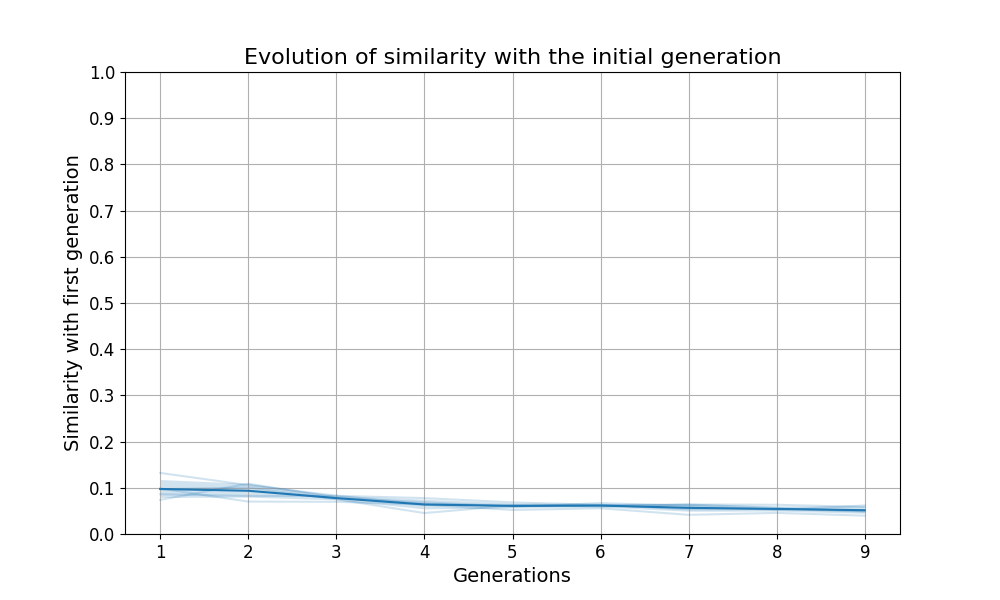 Evolution of similarity with the initial generation
Similarity with first generation
1.0
0.9
0.8
0.7
0.6
0.5
0.4
0.3
0.2
0.1
0.0
1 2 3 4 5 6 7 8 9
Generations